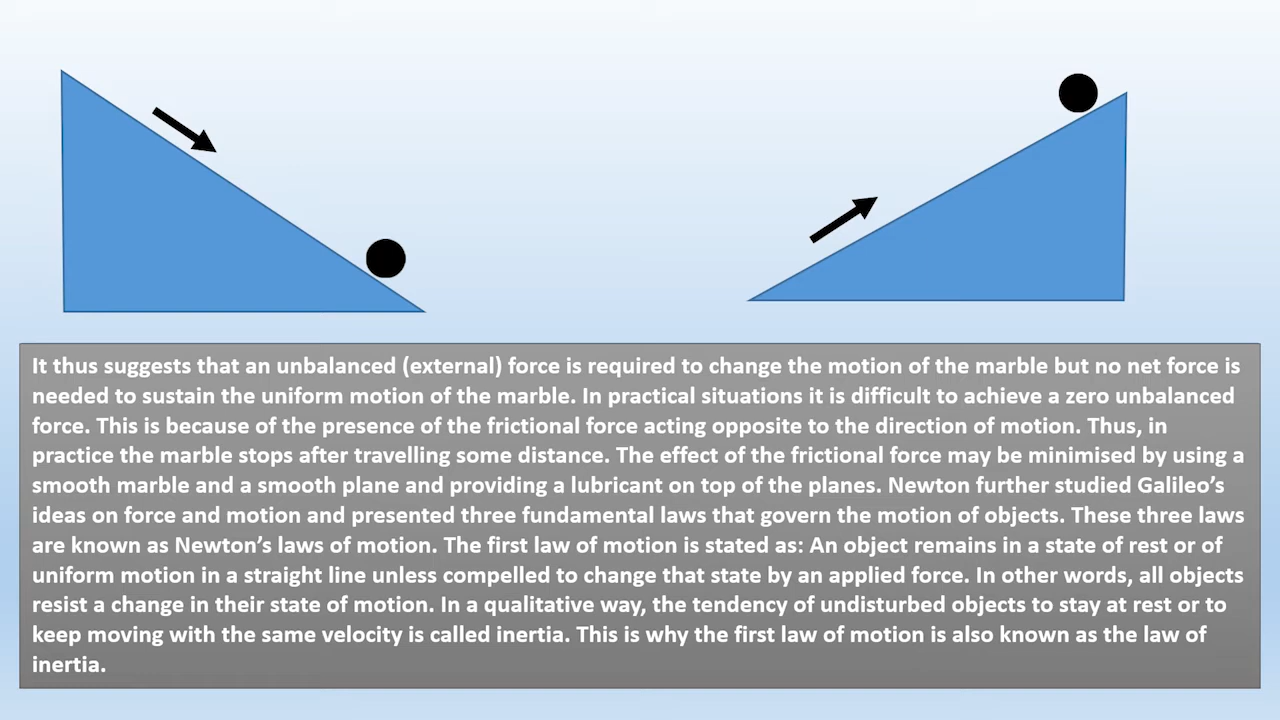 It thus suggests that an unbalanced (external) force is required to change the motion of the marble but no net force is
needed to sustain the uniform motion of the marble. In practical situations it is difficult to achieve a zero unbalanced
force. This is because of the presence of the frictional force acting opposite to the direction of motion. Thus, in
practice the marble stops after travelling some distance. The effect of the frictional force may be minimised by using a
smooth marble and a smooth plane and providing a lubricant on top of the planes. Newton further studied Galileo’s
ideas on force and motion and presented three fundamental laws that govern the motion of objects. These three laws
are known as Newton’s laws of motion. The first law of motion is stated as: An object remains in a state of rest or of
uniform motion in a straight line unless compelled to change that state by an applied force. In other words, all objects
resist a change in their state of motion. In a qualitative way, the tendency of undisturbed objects to stay at rest or to
keep moving with the same velocity is called inertia. This is why the first law of motion is also known as the law of
inertia.